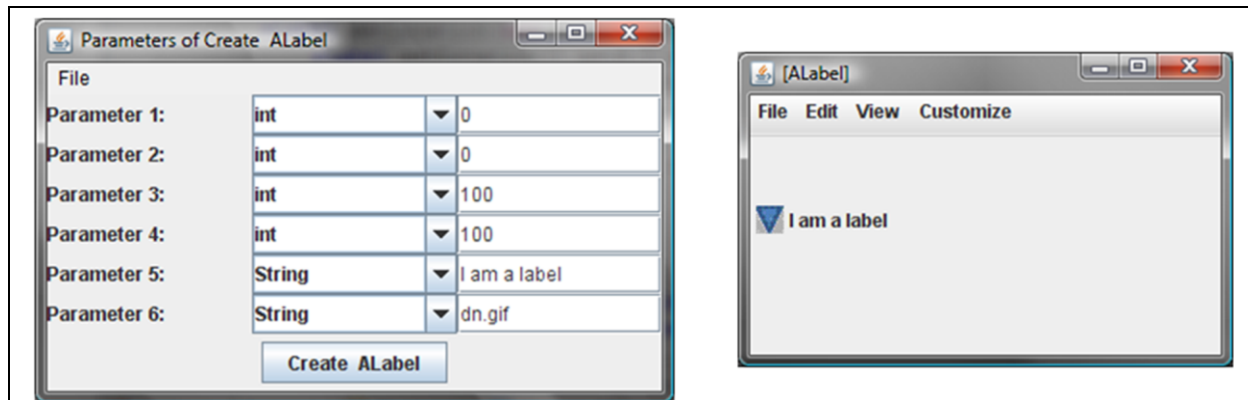 Parameters of Create ALabel
File
Parameter 1: int 0
Parameter 2: int 0
Parameter 3: int 100
Parameter 4: int 100
Parameter 5: String I am a label
Parameter 6: String dn.gif
Create ALabel
[ALabel]
File Edit View Customize
I am a label